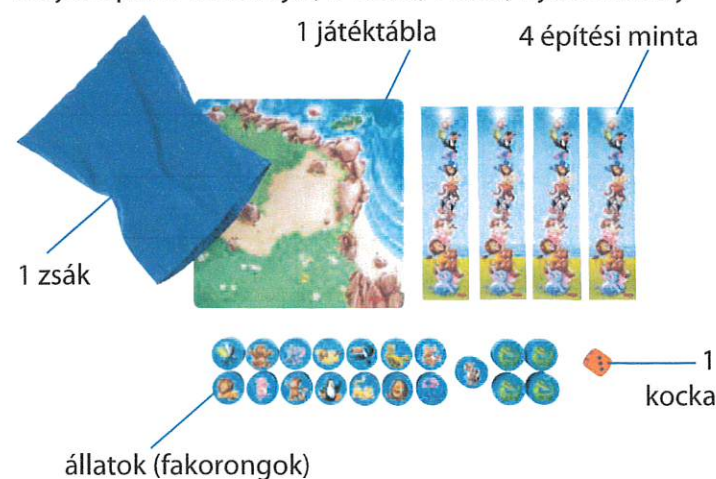 1 játéktábla
4 építési minta
1 zsák
1
kocka
állatok (fakorongok)